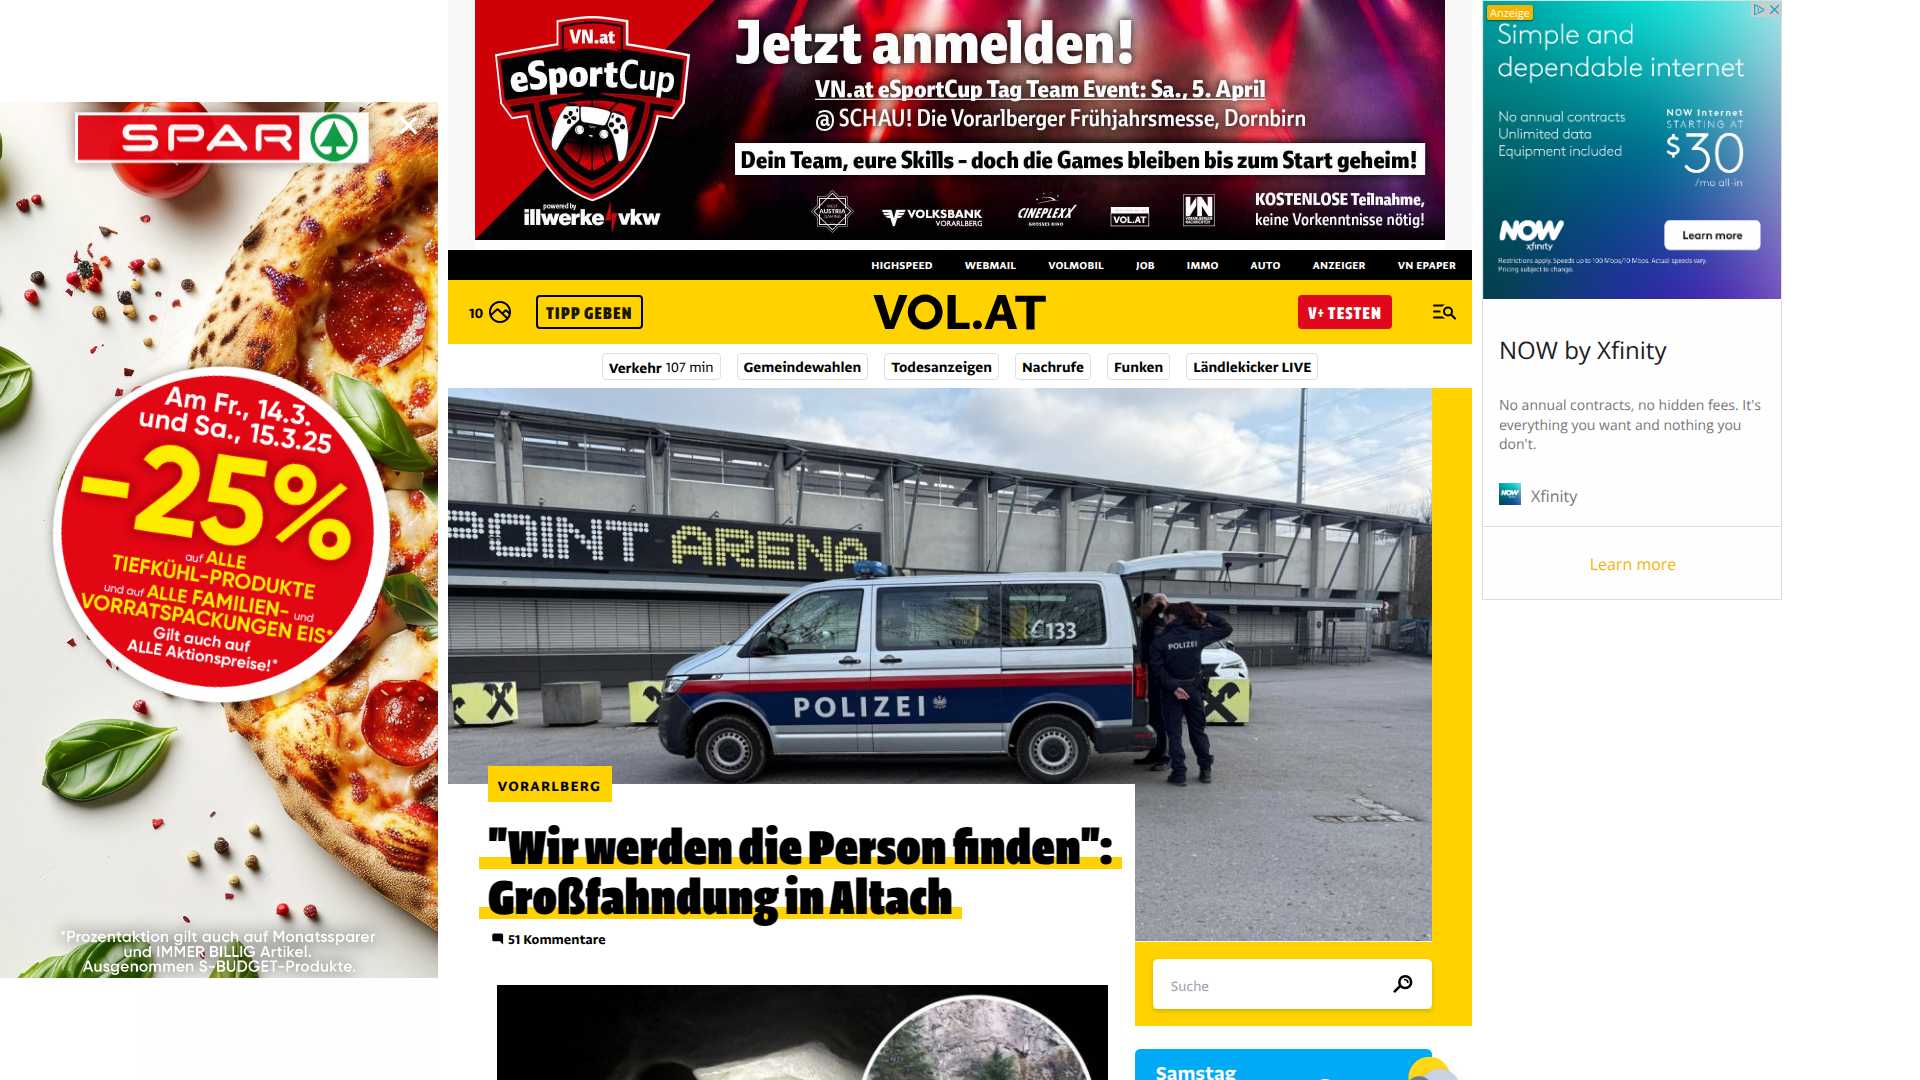 VN.at
eSportCup
powered by
illwerke vkw
Jetzt anmelden!
VN.at eSportCup Tag Team Event: Sa., 5. April
@ SCHAU! Die Vorarlberger Frühjahrsmesse, Dornbirn
Dein Team, eure Skills – doch die Games bleiben bis zum Start geheim!
AUSTRIA
VOLKSBANK
VORARLBERG
CINEPLEXX
VOL.AT
VN
KOSTENLOSE Teilnahme,
keine Vorkenntnisse nötig!
Anzeige
Simple and
dependable internet
No annual contracts
Unlimited data
Equipment included
NOW Internet
STARTING AT
$30
/mo all-in
NOW
xfinity
Learn more
Restrictions apply. Speeds up to 100 Mbps/10 Mbps. Actual speeds vary.
Pricing subject to change.
NOW by Xfinity
No annual contracts, no hidden fees. It's
everything you want and nothing you
don't.
NOW
Xfinity
Learn more
SPAR
Am Fr., 14.3.
und Sa., 15.3.25
-25%
auf ALLE
TIEFKÜHL-PRODUKTE
und auf ALLE FAMILIEN- und
VORRATSPACKUNGEN EIS*
Gilt auch auf
ALLE Aktionspreise!*
*Prozentaktion gilt auch auf Monatssparer
und IMMER BILLIG Artikel.
Ausgenommen S-BUDGET-Produkte.
HIGHSPEED WEBMAIL VOLMOBIL JOB IMMO AUTO ANZEIGER VN EPAPER
10 TIPP GEBEN VOL.AT V+ TESTEN
Verkehr 107 min Gemeindewahlen Todesanzeigen Nachrufe Funken Ländlekicker LIVE
POINT ARENA
133
POLIZEI
POLIZEI
VORARLBERG
"Wir werden die Person finden":
Großfahndung in Altach
51 Kommentare
Suche
Samstag